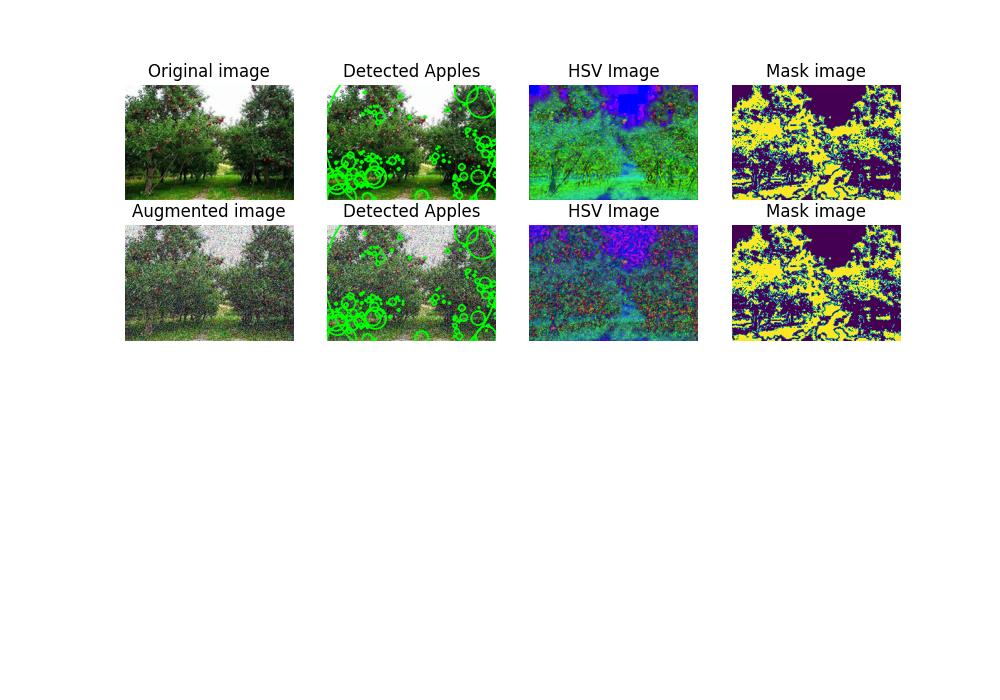 Original image
Detected Apples
HSV Image
Mask image
Augmented image
Detected Apples
HSV Image
Mask image